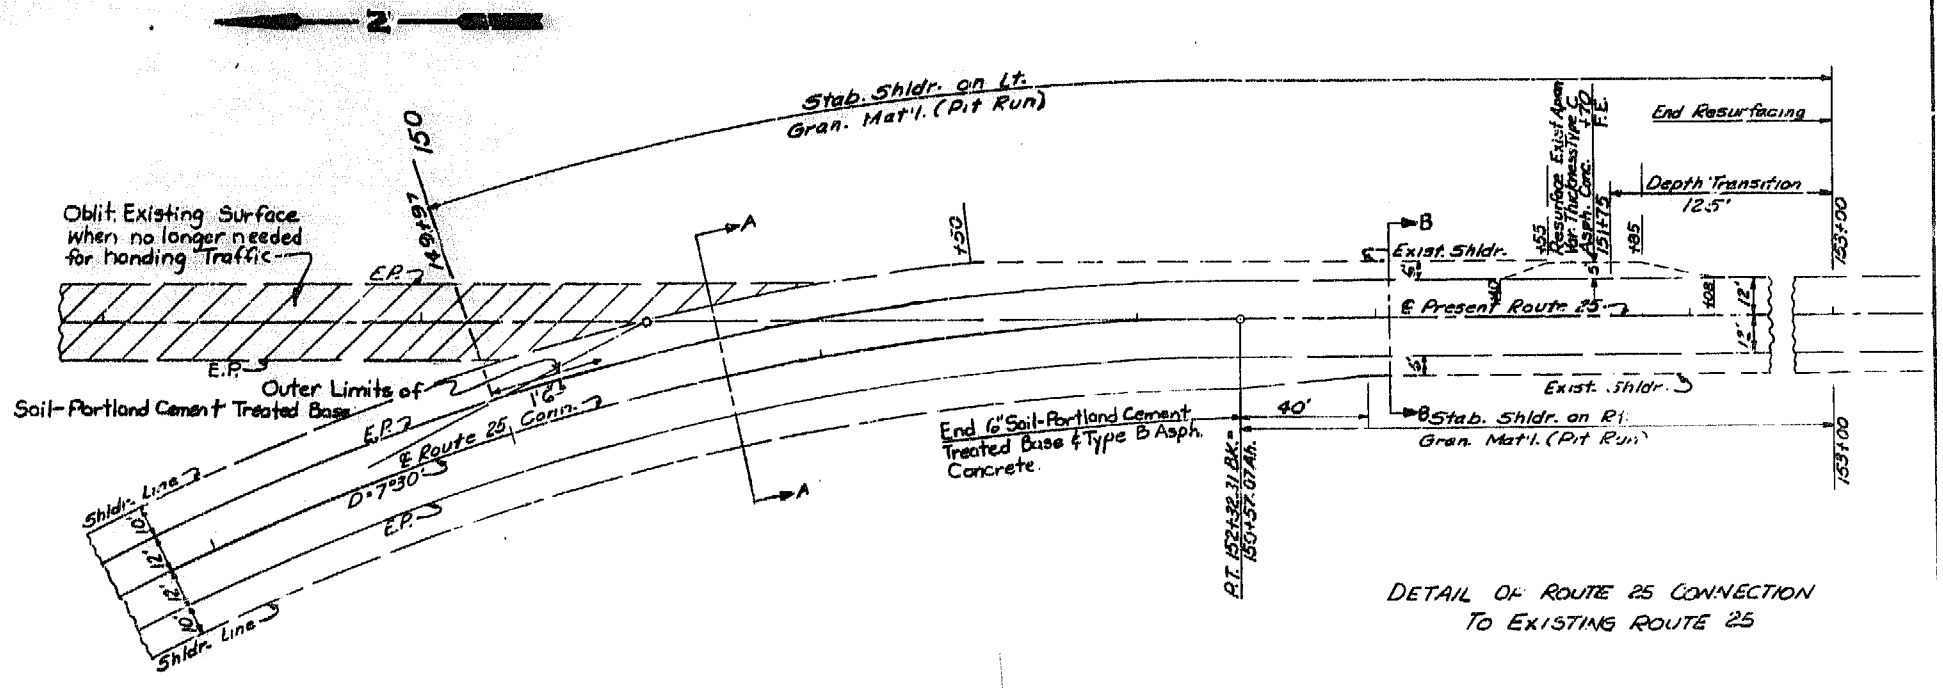 N
Stab. Shldr. on Lt.
Gran. Mat'l. (Pit Run)
End Resurfacing
Depth Transition
125'
153+00
150
149+97
Oblit. Existing Surface
when no longer needed
for handing Traffic
E.P.
E.P.
A
+50
B
Exist. Shldr.
+55
Resurface Exist Apron
Var. Thickness Type C
Asph. Conc.
+70
F.E.
151+75
+85
5'
+40
+08
12'
12'
℄ Present Route 25
Outer Limits of
Soil-Portland Cement Treated Base
1'6"
E.P.
℄ Route 25 Conn.
D=7°30'
E.P.
A
End 6" Soil-Portland Cement
Treated Base & Type B Asph.
Concrete.
40'
B
Stab. Shldr. on Rt.
Gran. Mat'l. (Pit Run)
Exist. Shldr.
153+00
P.T. 152+32.31 BK.=
150+57.07 Ah.
Shldr. Line
10'
12'
12'
10'
Shldr. Line
DETAIL OF ROUTE 25 CONNECTION
TO EXISTING ROUTE 25